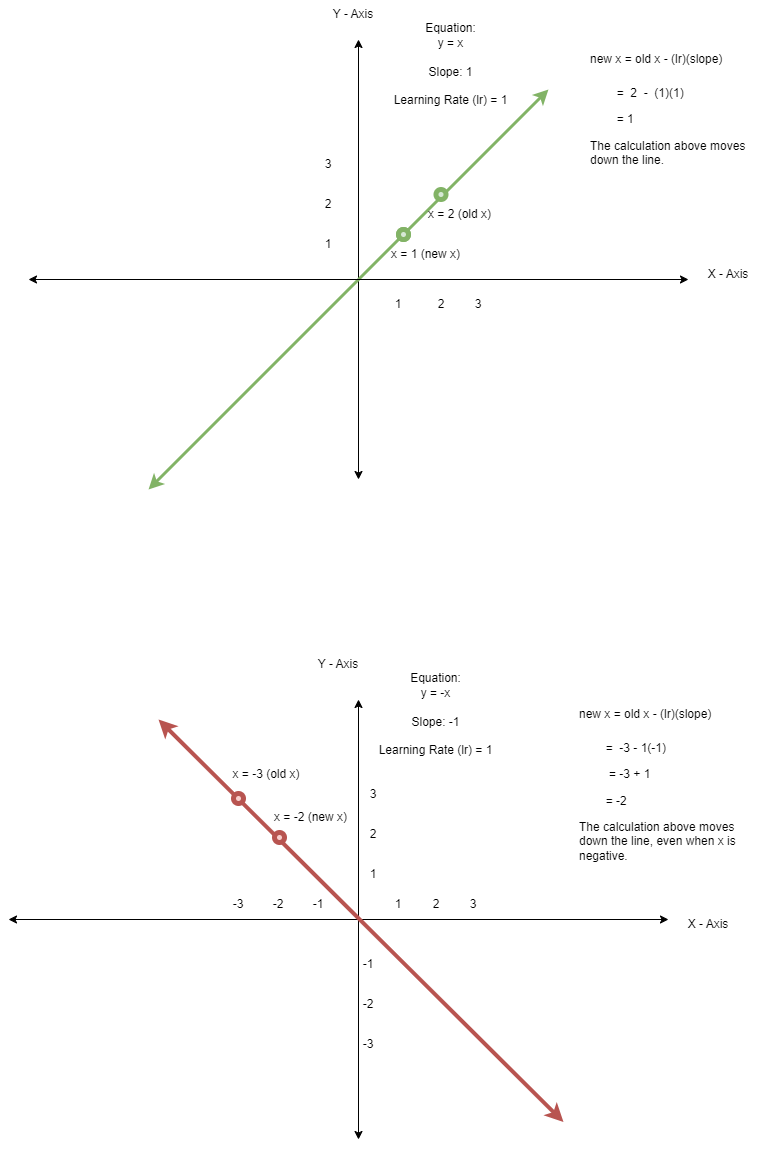 Y - Axis
Equation:
y = x
Slope: 1
Learning Rate (lr) = 1
new x = old x - (lr)(slope)
= 2 - (1)(1)
= 1
The calculation above moves
down the line.
3
2
1
x = 2 (old x)
x = 1 (new x)
X - Axis
1 2 3
Y - Axis
Equation:
y = -x
Slope: -1
Learning Rate (lr) = 1
new x = old x - (lr)(slope)
= -3 - 1(-1)
= -3 + 1
= -2
The calculation above moves
down the line, even when x is
negative.
x = -3 (old x)
x = -2 (new x)
3
2
1
-3 -2 -1 1 2 3
X - Axis
-1
-2
-3